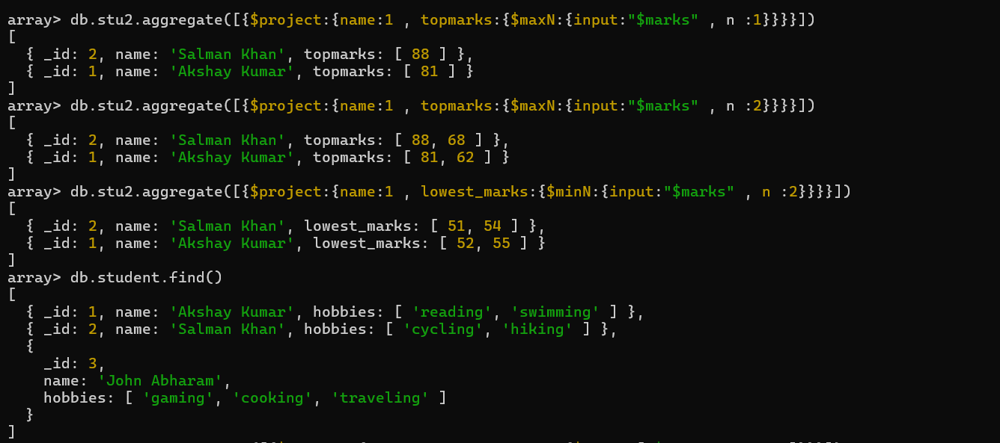 array> db.stu2.aggregate([{$project:{name:1 , topmarks:{$maxN:{input:"$marks" , n :1}}}}])
[
  { _id: 2, name: 'Salman Khan', topmarks: [ 88 ] },
  { _id: 1, name: 'Akshay Kumar', topmarks: [ 81 ] }
]
array> db.stu2.aggregate([{$project:{name:1 , topmarks:{$maxN:{input:"$marks" , n :2}}}}])
[
  { _id: 2, name: 'Salman Khan', topmarks: [ 88, 68 ] },
  { _id: 1, name: 'Akshay Kumar', topmarks: [ 81, 62 ] }
]
array> db.stu2.aggregate([{$project:{name:1 , lowest_marks:{$minN:{input:"$marks" , n :2}}}}])
[
  { _id: 2, name: 'Salman Khan', lowest_marks: [ 51, 54 ] },
  { _id: 1, name: 'Akshay Kumar', lowest_marks: [ 52, 55 ] }
]
array> db.student.find()
[
  { _id: 1, name: 'Akshay Kumar', hobbies: [ 'reading', 'swimming' ] },
  { _id: 2, name: 'Salman Khan', hobbies: [ 'cycling', 'hiking' ] },
  {
    _id: 3,
    name: 'John Abharam',
    hobbies: [ 'gaming', 'cooking', 'traveling' ]
  }
]